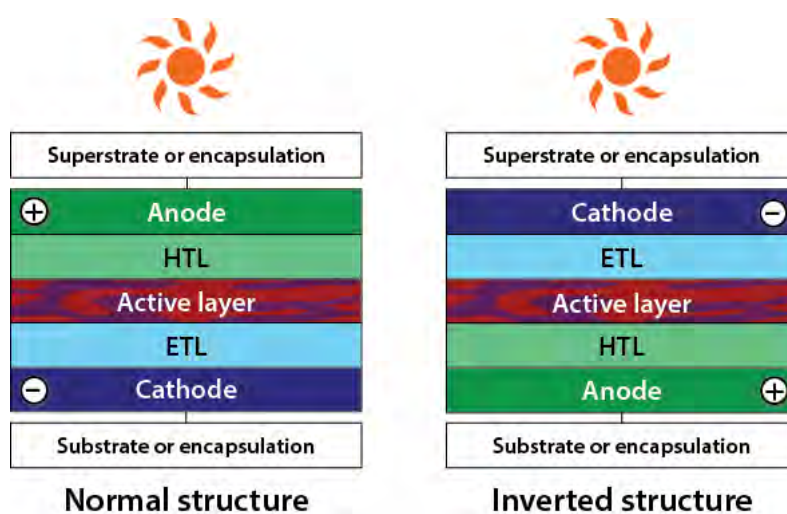 Superstrate or encapsulation
+ Anode
HTL
Active layer
ETL
− Cathode
Substrate or encapsulation
Normal structure
Superstrate or encapsulation
Cathode −
ETL
Active layer
HTL
Anode +
Substrate or encapsulation
Inverted structure